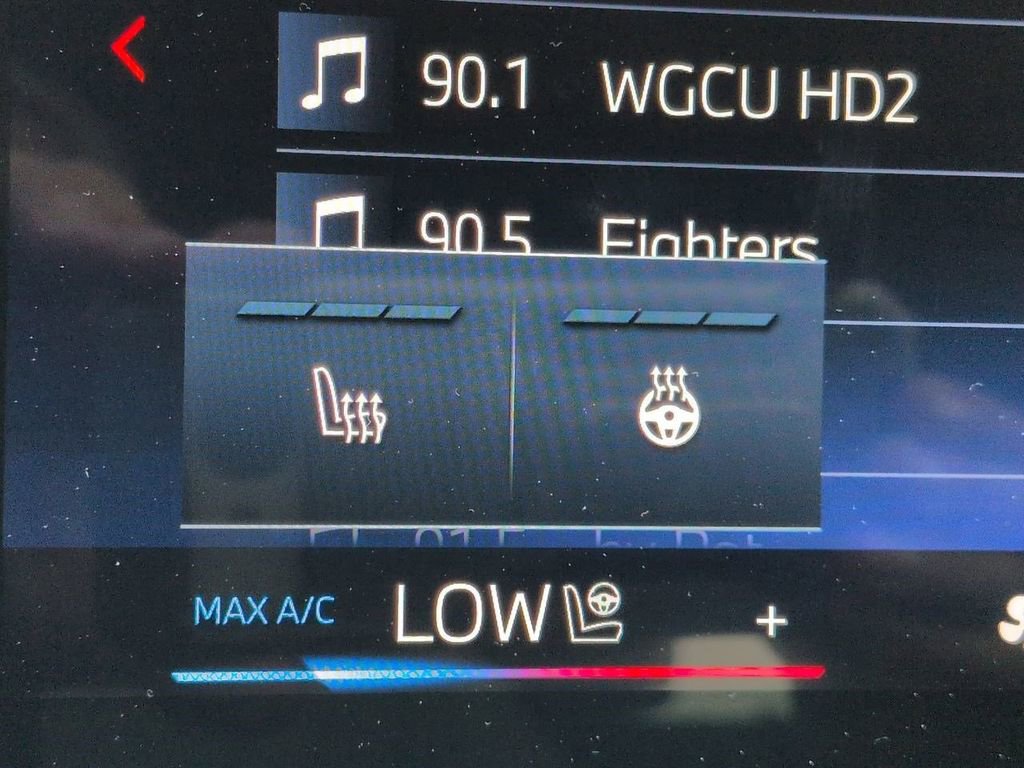 90.1 WGCU HD2
90.5 Fighters
MAX A/C LOW +